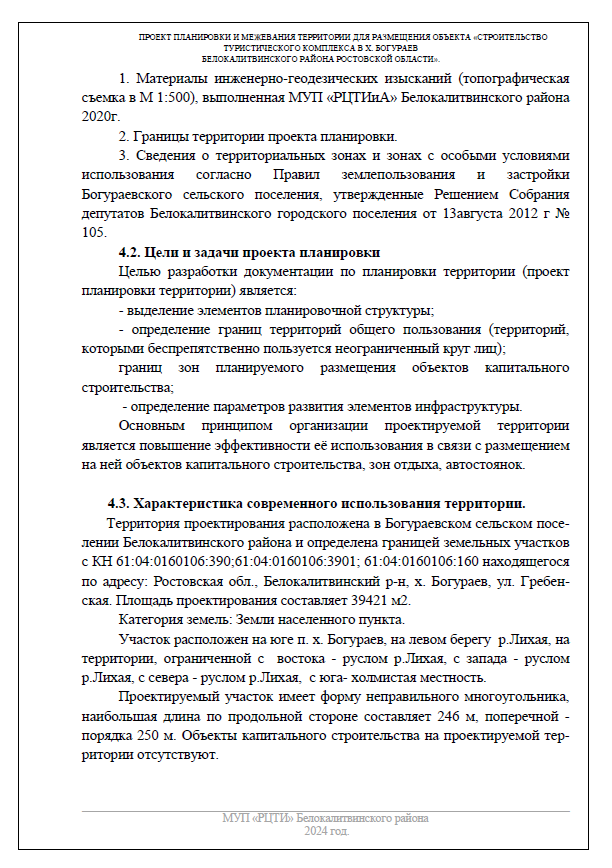 ПРОЕКТ ПЛАНИРОВКИ И МЕЖЕВАНИЯ ТЕРРИТОРИИ ДЛЯ РАЗМЕЩЕНИЯ ОБЪЕКТА «СТРОИТЕЛЬСТВО
ТУРИСТИЧЕСКОГО КОМПЛЕКСА В Х. БОГУРАЕВ
БЕЛОКАЛИТВИНСКОГО РАЙОНА РОСТОВСКОЙ ОБЛАСТИ».
1. Материалы инженерно-геодезических изысканий (топографическая
съемка в М 1:500), выполненная МУП «РЦТИиА» Белокалитвинского района
2020г.
2. Границы территории проекта планировки.
3. Сведения о территориальных зонах и зонах с особыми условиями
использования согласно Правил землепользования и застройки
Богураевского сельского поселения, утвержденные Решением Собрания
депутатов Белокалитвинского городского поселения от 13августа 2012 г №
105.
4.2. Цели и задачи проекта планировки
Целью разработки документации по планировки территории (проект
планировки территории) является:
- выделение элементов планировочной структуры;
- определение границ территорий общего пользования (территорий,
которыми беспрепятственно пользуется неограниченный круг лиц);
границ зон планируемого размещения объектов капитального
строительства;
- определение параметров развития элементов инфраструктуры.
Основным принципом организации проектируемой территории
является повышение эффективности её использования в связи с размещением
на ней объектов капитального строительства, зон отдыха, автостоянок.
4.3. Характеристика современного использования территории.
Территория проектирования расположена в Богураевском сельском посе-
лении Белокалитвинского района и определена границей земельных участков
с КН 61:04:0160106:390;61:04:0160106:3901; 61:04:0160106:160 находящегося
по адресу: Ростовская обл., Белокалитвинский р-н, х. Богураев, ул. Гребен-
ская. Площадь проектирования составляет 39421 м2.
Категория земель: Земли населенного пункта.
Участок расположен на юге п. х. Богураев, на левом берегу р.Лихая, на
территории, ограниченной с востока - руслом р.Лихая, с запада - руслом
р.Лихая, с севера - руслом р.Лихая, с юга- холмистая местность.
Проектируемый участок имеет форму неправильного многоугольника,
наибольшая длина по продольной стороне составляет 246 м, поперечной -
порядка 250 м. Объекты капитального строительства на проектируемой тер-
ритории отсутствуют.
МУП «РЦТИ» Белокалитвинского района
2024 год.